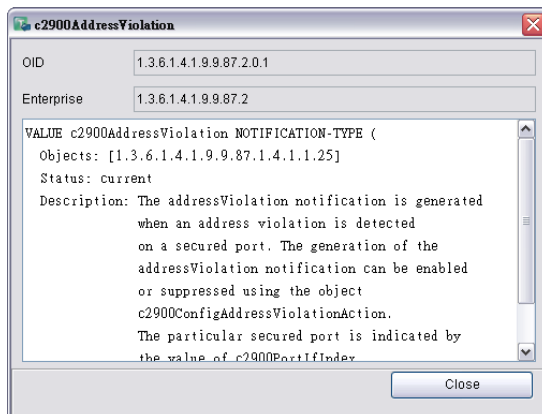 c2900AddressViolation
OID 1.3.6.1.4.1.9.9.87.2.0.1
Enterprise 1.3.6.1.4.1.9.9.87.2
VALUE c2900AddressViolation NOTIFICATION-TYPE (
Objects: [1.3.6.1.4.1.9.9.87.1.4.1.1.25]
Status: current
Description: The addressViolation notification is generated
when an address violation is detected
on a secured port. The generation of the
addressViolation notification can be enabled
or suppressed using the object
c2900ConfigAddressViolationAction.
The particular secured port is indicated by
the value of c2900PortIfIndex
Close